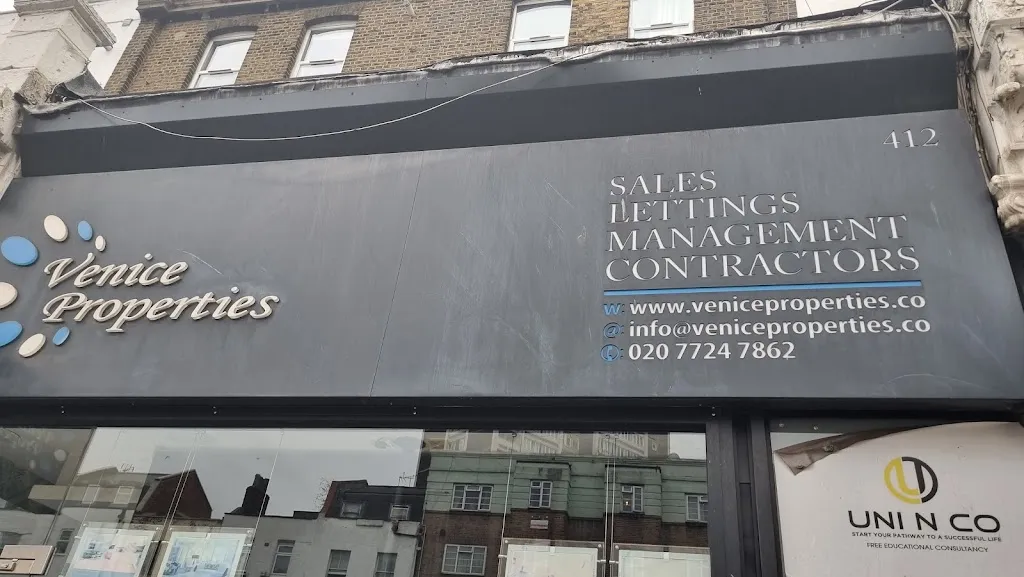 412
Venice
Properties
SALES
LETTINGS
MANAGEMENT
CONTRACTORS
w: www.veniceproperties.co
@: info@veniceproperties.co
020 7724 7862
UNI N CO
START YOUR PATHWAY TO A SUCCESSFUL LIFE
FREE EDUCATIONAL CONSULTANCY